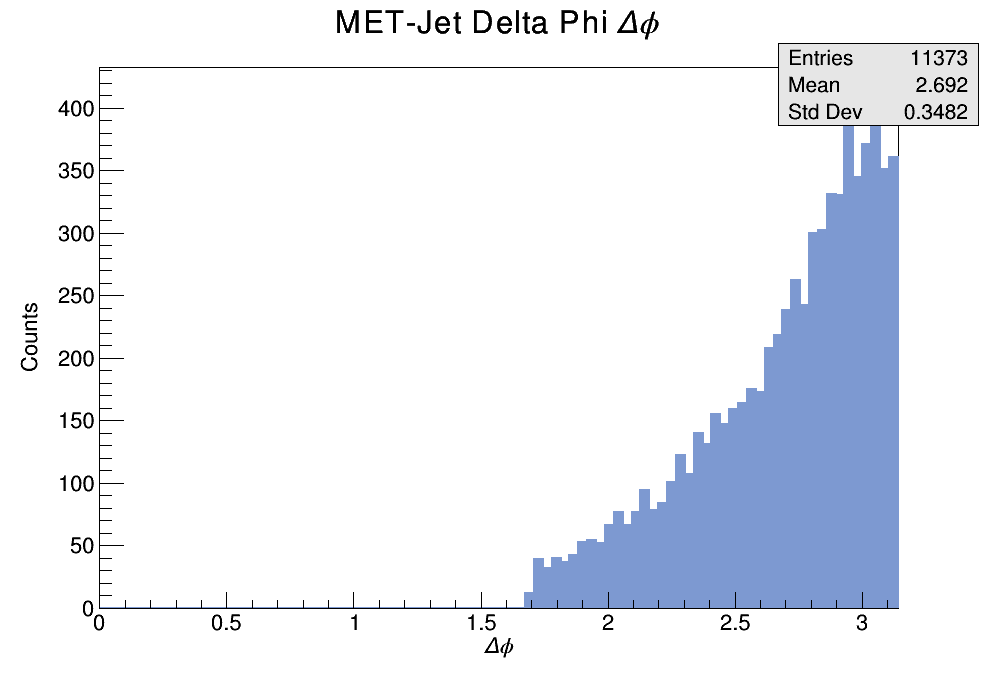 MET-Jet Delta Phi Δϕ
Entries 11373
Mean 2.692
Std Dev 0.3482
400
350
300
250
200
150
100
50
0
Counts
0 0.5 1 1.5 2 2.5 3
Δϕ